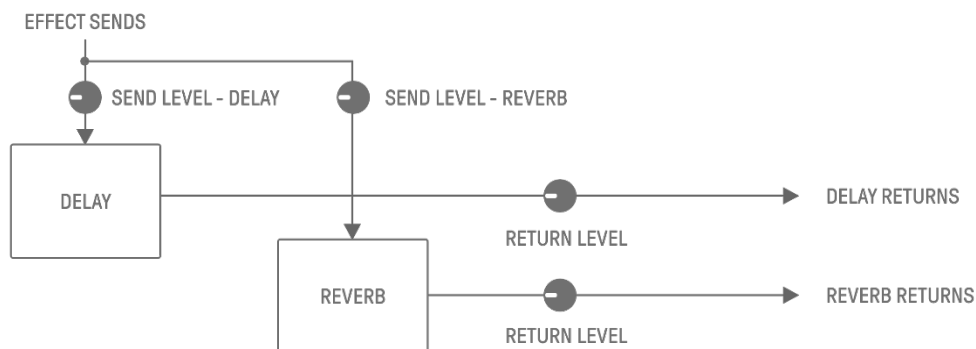 EFFECT SENDS
SEND LEVEL - DELAY
SEND LEVEL - REVERB
DELAY
DELAY RETURNS
RETURN LEVEL
REVERB
REVERB RETURNS
RETURN LEVEL